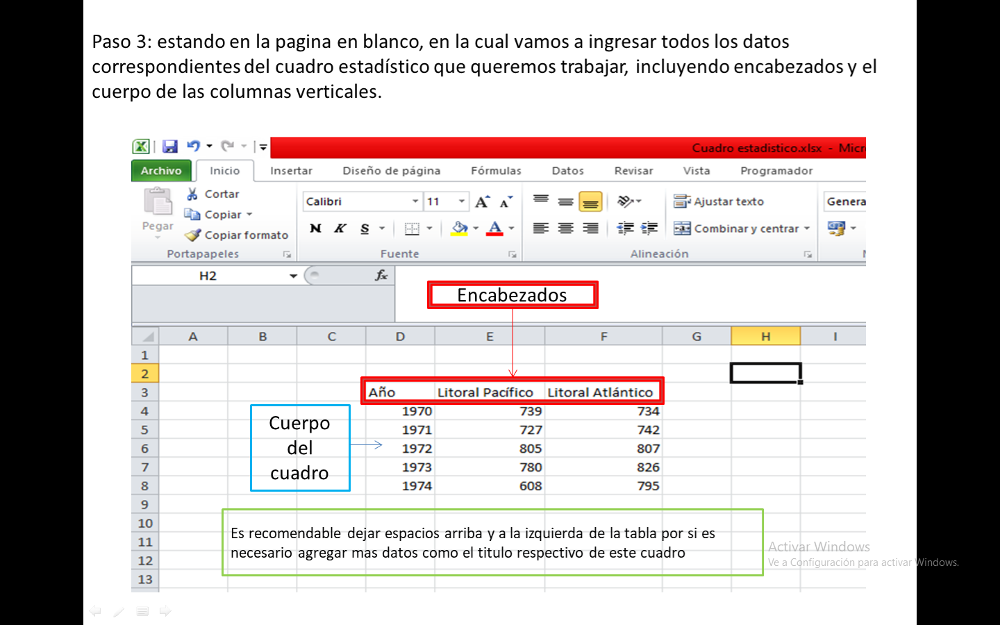 Paso 3: estando en la pagina en blanco, en la cual vamos a ingresar todos los datos
correspondientes del cuadro estadístico que queremos trabajar, incluyendo encabezados y el
cuerpo de las columnas verticales.
Cuadro estadistico.xlsx - Micr
Archivo Inicio Insertar Diseño de página Fórmulas Datos Revisar Vista Programador
Pegar
Cortar
Copiar
Copiar formato
Portapapeles
Calibri 11
N K S
Fuente
Ajustar texto
Combinar y centrar
Alineación
Genera
H2 fx
Encabezados
A B C D E F G H I
1
2
3 Año Litoral Pacífico Litoral Atlántico
4 1970 739 734
5 1971 727 742
6 1972 805 807
7 1973 780 826
8 1974 608 795
9
10
11
12
13
Cuerpo
del
cuadro
Es recomendable dejar espacios arriba y a la izquierda de la tabla por si es
necesario agregar mas datos como el titulo respectivo de este cuadro
Activar Windows
Ve a Configuración para activar Windows.